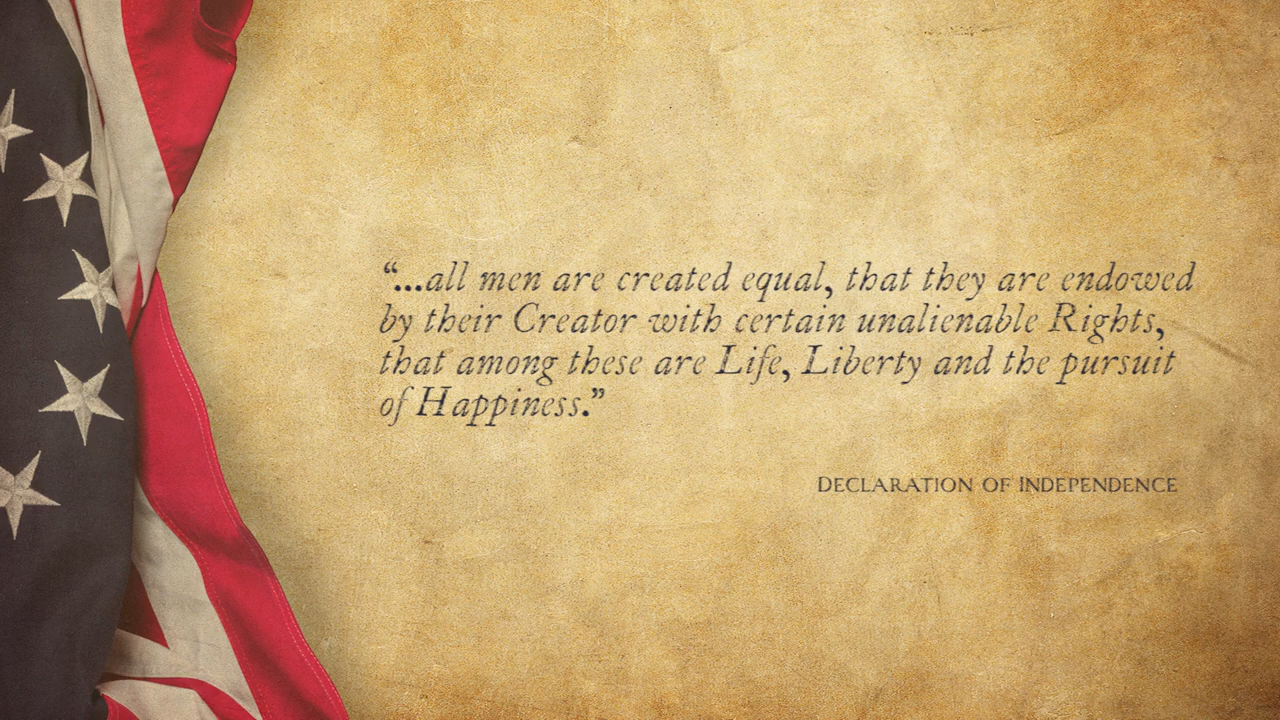 “...all men are created equal, that they are endowed
by their Creator with certain unalienable Rights,
that among these are Life, Liberty and the pursuit
of Happiness.”
DECLARATION OF INDEPENDENCE